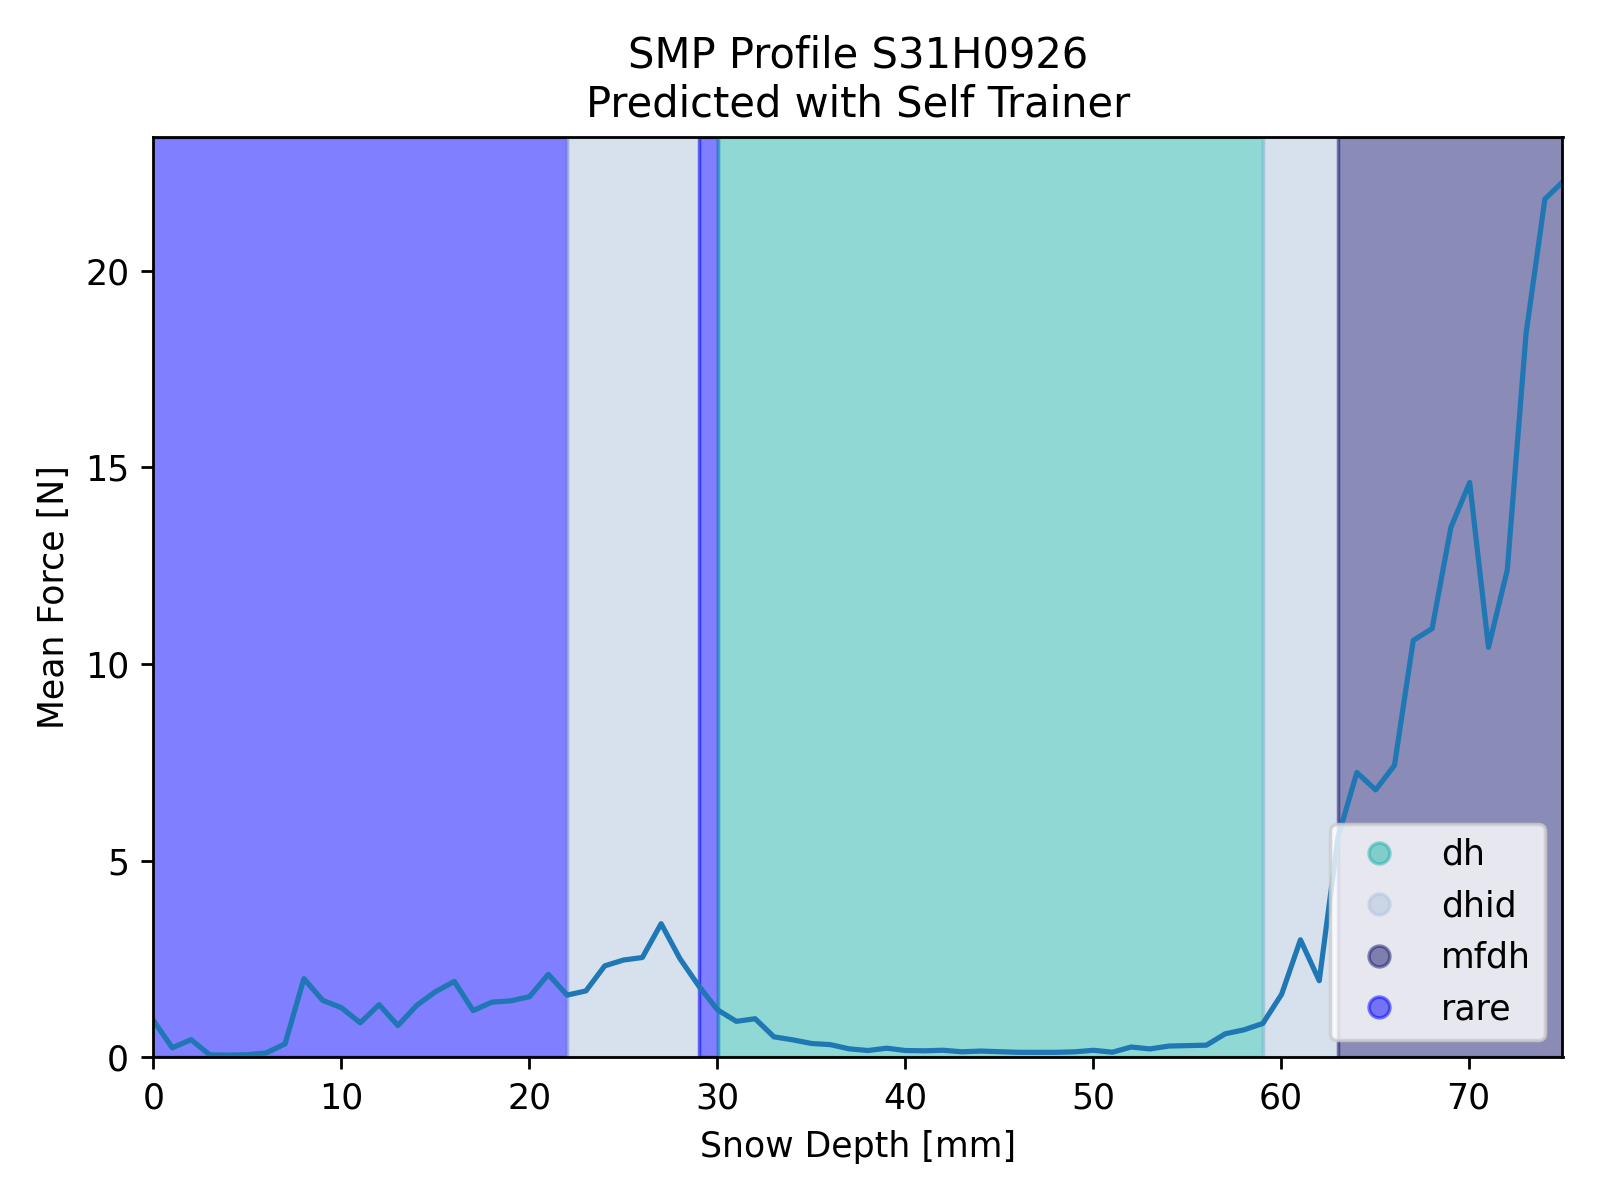 SMP Profile S31H0926
Predicted with Self Trainer
Mean Force [N]
20
15
10
5
0
0 10 20 30 40 50 60 70
Snow Depth [mm]
dh
dhid
mfdh
rare